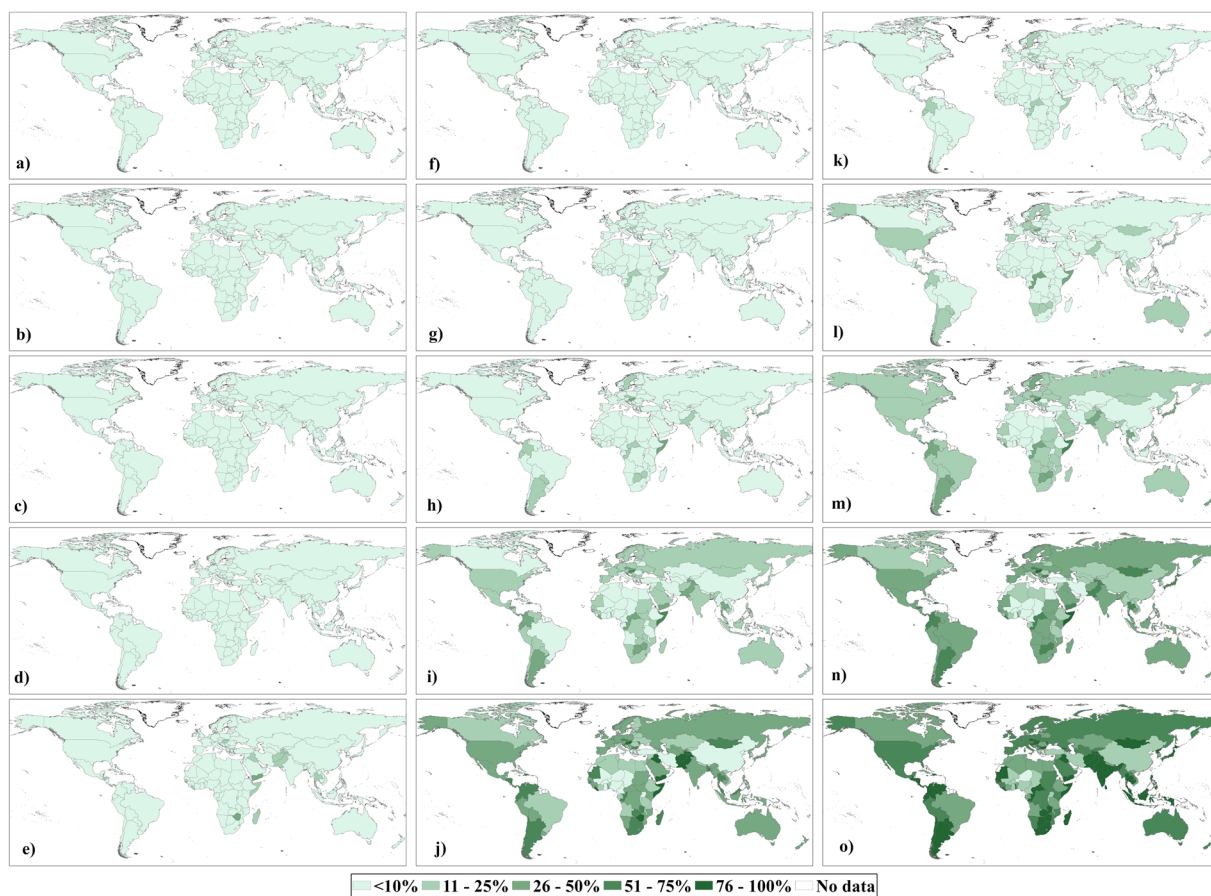 a)
f)
k)
b)
g)
l)
c)
h)
m)
d)
i)
n)
e)
j)
o)
<10% 11 - 25% 26 - 50% 51 - 75% 76 - 100% No data